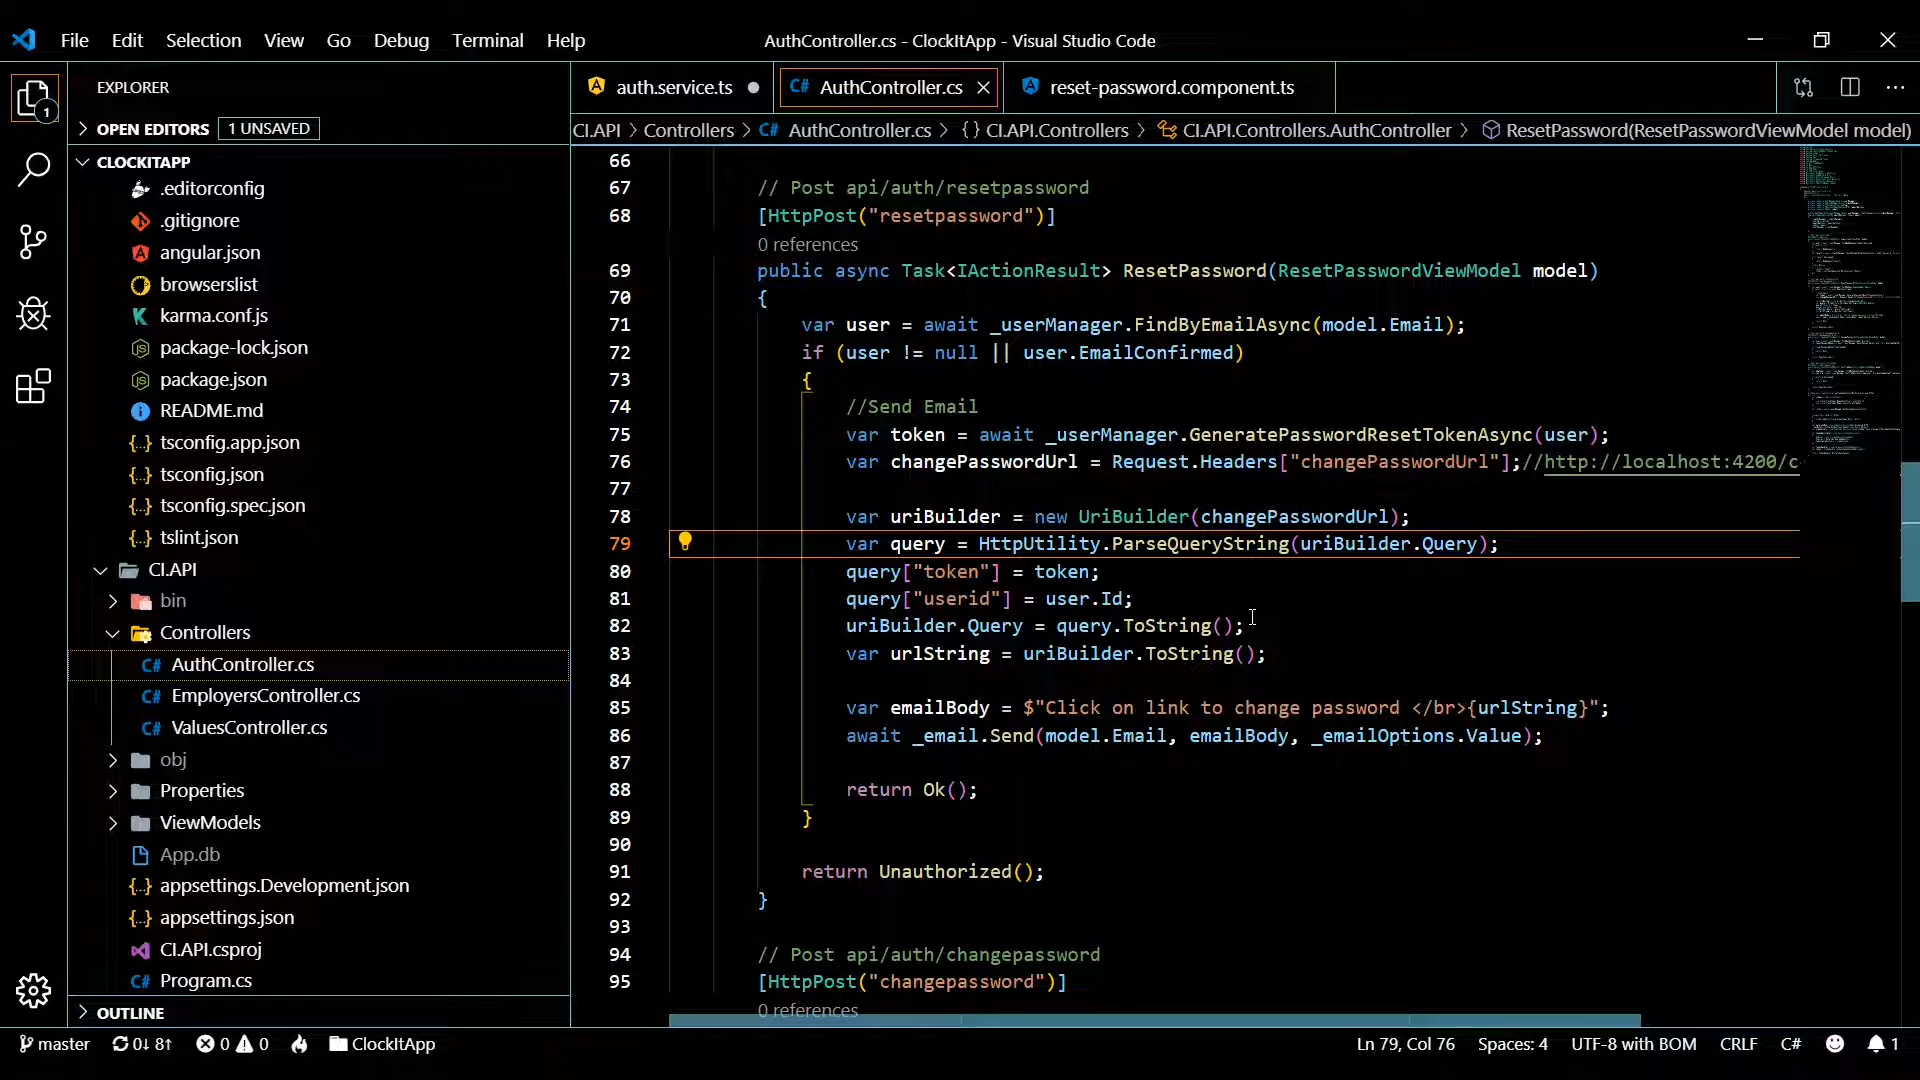 File Edit Selection View Go Debug Terminal Help
AuthController.cs - ClockItApp - Visual Studio Code
EXPLORER
auth.service.ts
C# AuthController.cs
reset-password.component.ts
OPEN EDITORS 1 UNSAVED
CI.API > Controllers > C# AuthController.cs > {} CI.API.Controllers > CI.API.Controllers.AuthController > ResetPassword(ResetPasswordViewModel model)
1
CLOCKITAPP
.editorconfig
.gitignore
angular.json
browserslist
karma.conf.js
package-lock.json
package.json
README.md
{..} tsconfig.app.json
{..} tsconfig.json
{..} tsconfig.spec.json
{..} tslint.json
CI.API
bin
Controllers
C# AuthController.cs
C# EmployersController.cs
C# ValuesController.cs
obj
Properties
ViewModels
App.db
{..} appsettings.Development.json
{..} appsettings.json
CI.API.csproj
C# Program.cs
OUTLINE
66
67 // Post api/auth/resetpassword
68 [HttpPost("resetpassword")]
0 references
69 public async Task<IActionResult> ResetPassword(ResetPasswordViewModel model)
70 {
71 var user = await _userManager.FindByEmailAsync(model.Email);
72 if (user != null || user.EmailConfirmed)
73 {
74 //Send Email
75 var token = await _userManager.GeneratePasswordResetTokenAsync(user);
76 var changePasswordUrl = Request.Headers["changePasswordUrl"];//http://localhost:4200/c
77
78 var uriBuilder = new UriBuilder(changePasswordUrl);
79 var query = HttpUtility.ParseQueryString(uriBuilder.Query);
80 query["token"] = token;
81 query["userid"] = user.Id;
82 uriBuilder.Query = query.ToString();
83 var urlString = uriBuilder.ToString();
84
85 var emailBody = $"Click on link to change password </br>{urlString}";
86 await _email.Send(model.Email, emailBody, _emailOptions.Value);
87
88 return Ok();
89 }
90
91 return Unauthorized();
92 }
93
94 // Post api/auth/changepassword
95 [HttpPost("changepassword")]
0 references
master 0↓ 8↑ 0 0 ClockItApp
Ln 79, Col 76 Spaces: 4 UTF-8 with BOM CRLF C# 1